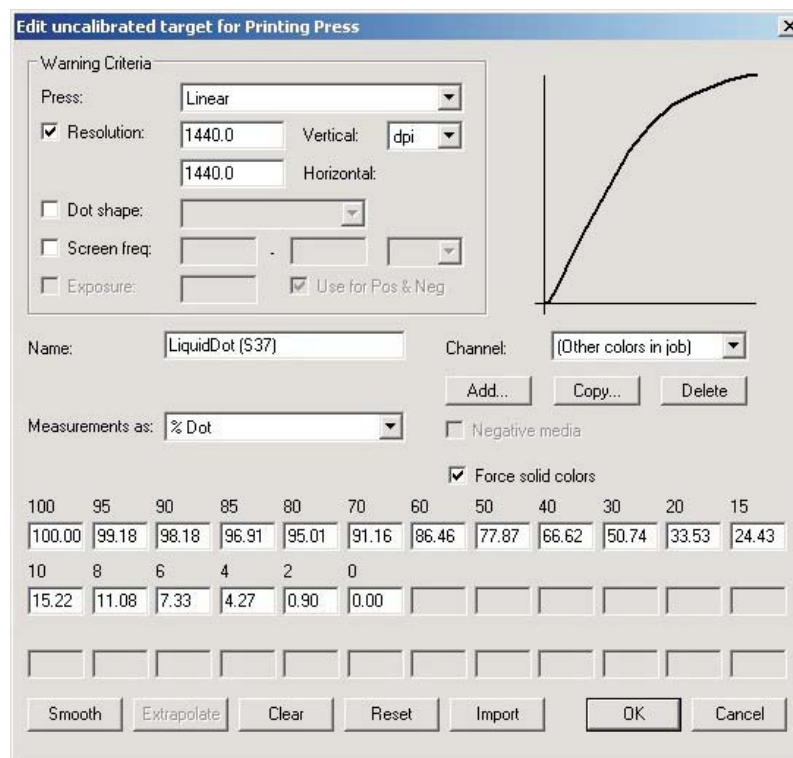 Edit uncalibrated target for Printing Press
Warning Criteria
Press: Linear
Resolution: 1440.0 Vertical: dpi
1440.0 Horizontal:
Dot shape:
Screen freq: -
Exposure: Use for Pos & Neg
Name: LiquidDot (S37) Channel: (Other colors in job)
Add... Copy... Delete
Measurements as: % Dot Negative media
Force solid colors
100 95 90 85 80 70 60 50 40 30 20 15
100.00 99.18 98.18 96.91 95.01 91.16 86.46 77.87 66.62 50.74 33.53 24.43
10 8 6 4 2 0
15.22 11.08 7.33 4.27 0.90 0.00
Smooth Extrapolate Clear Reset Import OK Cancel